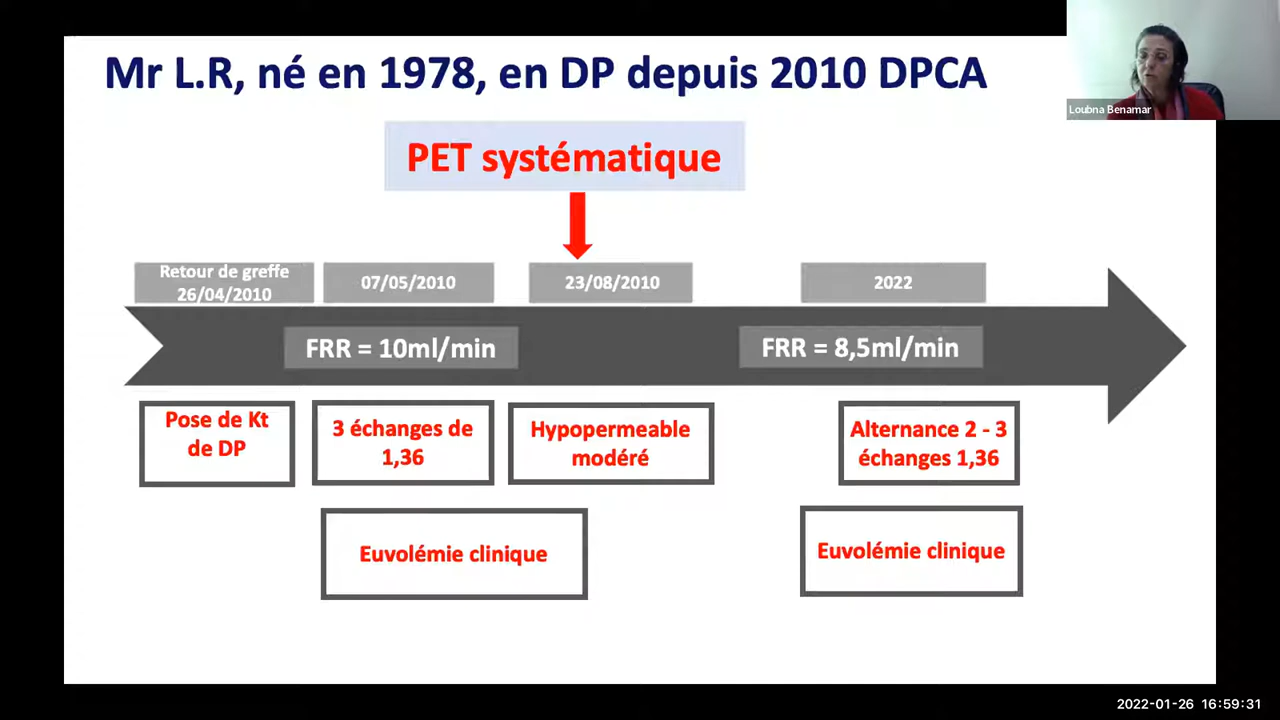 Mr L.R, né en 1978, en DP depuis 2010 DPCA
Loubna Benamar
PET systématique
Retour de greffe
26/04/2010
07/05/2010
23/08/2010
2022
FRR = 10ml/min
FRR = 8,5ml/min
Pose de Kt
de DP
3 échanges de
1,36
Hypopermeable
modéré
Alternance 2 - 3
échanges 1,36
Euvolémie clinique
Euvolémie clinique
2022-01-26 16:59:31